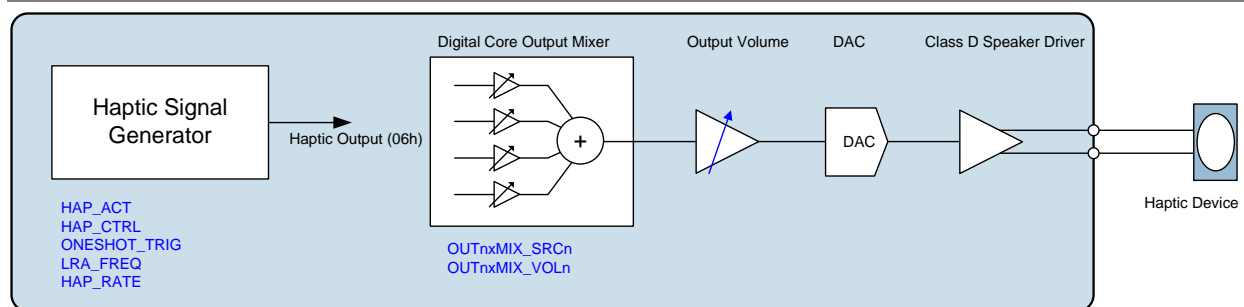 Digital Core Output Mixer
Output Volume
DAC
Class D Speaker Driver
Haptic Signal
Generator
Haptic Output (06h)
+
DAC
Haptic Device
HAP_ACT
HAP_CTRL
ONESHOT_TRIG
LRA_FREQ
HAP_RATE
OUTnxMIX_SRCn
OUTnxMIX_VOLn